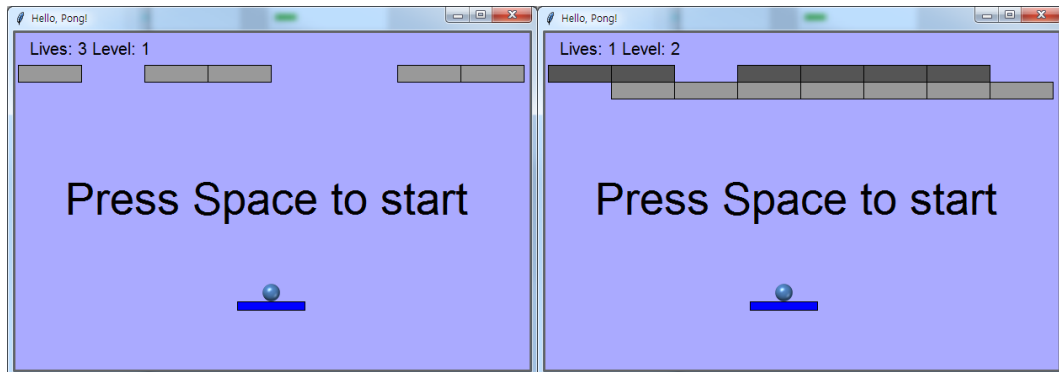 Hello, Pong!
Lives: 3 Level: 1
Press Space to start
Hello, Pong!
Lives: 1 Level: 2
Press Space to start